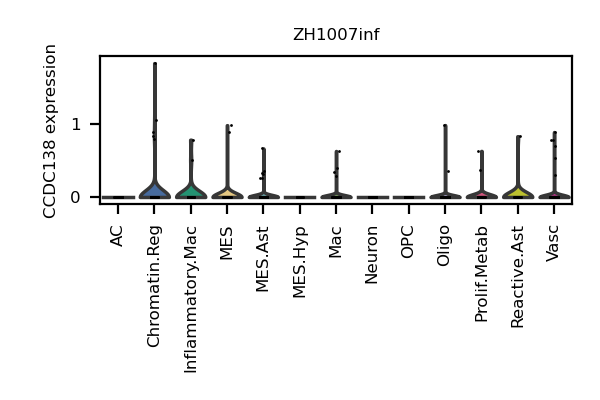 ZH1007inf
CCDC138 expression
1
0
AC
Chromatin.Reg
Inflammatory.Mac
MES
MES.Ast
MES.Hyp
Mac
Neuron
OPC
Oligo
Prolif.Metab
Reactive.Ast
Vasc